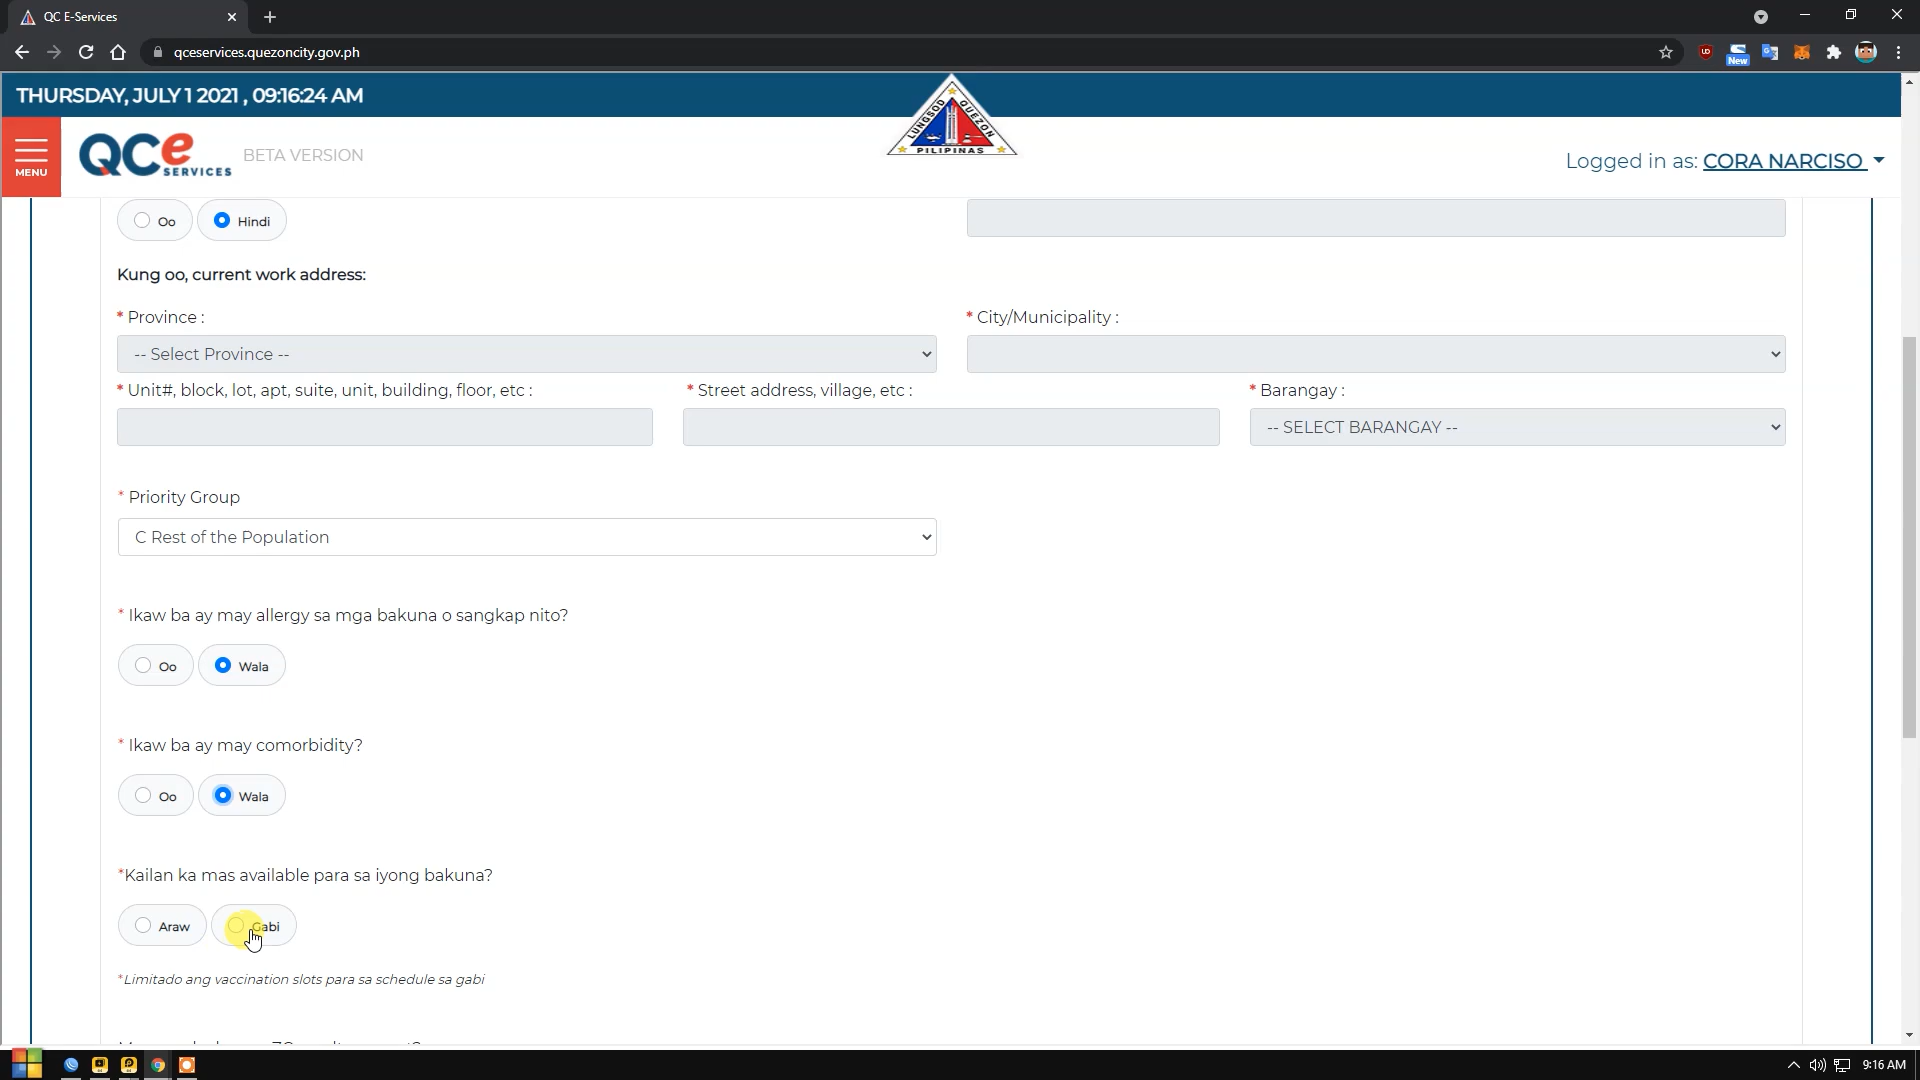 QC E-Services
qceservices.quezoncity.gov.ph
New
THURSDAY, JULY 1 2021 , 09:16:24 AM
LUNGSOD QUEZON
PILIPINAS
MENU
QCe SERVICES
BETA VERSION
Logged in as: CORA NARCISO
Oo
Hindi
Kung oo, current work address:
* Province :
* City/Municipality :
-- Select Province --
* Unit#, block, lot, apt, suite, unit, building, floor, etc :
* Street address, village, etc :
* Barangay :
-- SELECT BARANGAY --
* Priority Group
C Rest of the Population
* Ikaw ba ay may allergy sa mga bakuna o sangkap nito?
Oo
Wala
* Ikaw ba ay may comorbidity?
Oo
Wala
*Kailan ka mas available para sa iyong bakuna?
Araw
Gabi
*Limitado ang vaccination slots para sa schedule sa gabi
9:16 AM